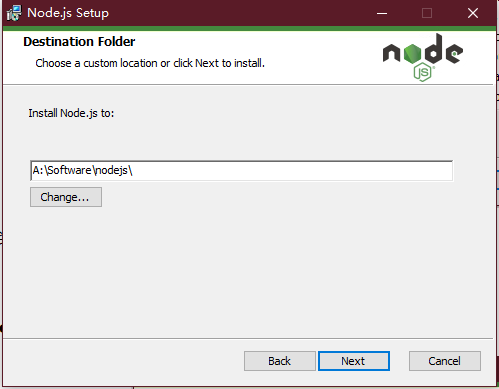 Node.js Setup
Destination Folder
Choose a custom location or click Next to install.
node
JS
Install Node.js to:
A:\Software\nodejs\
Change...
Back
Next
Cancel